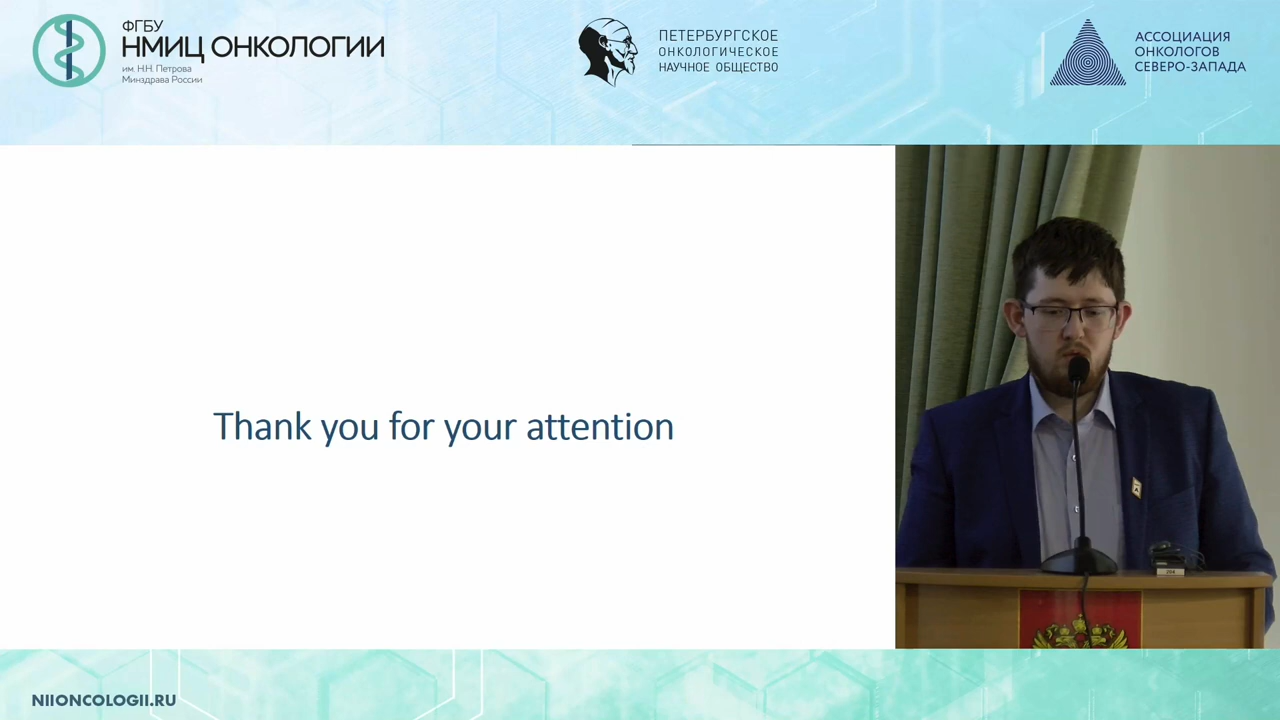 ФГБУ
НМИЦ ОНКОЛОГИИ
им. Н.Н. Петрова
Минздрава России
ПЕТЕРБУРГСКОЕ
ОНКОЛОГИЧЕСКОЕ
НАУЧНОЕ ОБЩЕСТВО
АССОЦИАЦИЯ
ОНКОЛОГОВ
СЕВЕРО-ЗАПАДА
Thank you for your attention
204
NIIONCOLOGII.RU